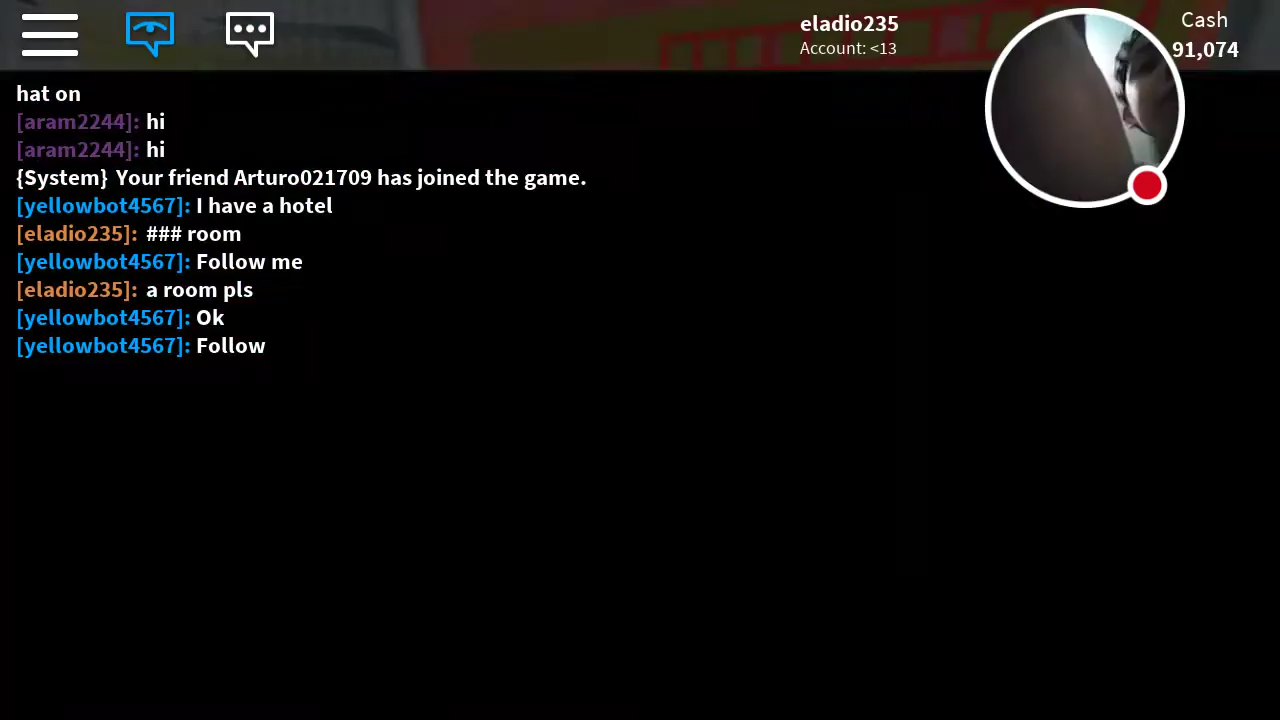 eladio235
Account: <13
Cash
91,074
hat on
[aram2244]: hi
[aram2244]: hi
{System} Your friend Arturo021709 has joined the game.
[yellowbot4567]: I have a hotel
[eladio235]: ### room
[yellowbot4567]: Follow me
[eladio235]: a room pls
[yellowbot4567]: Ok
[yellowbot4567]: Follow